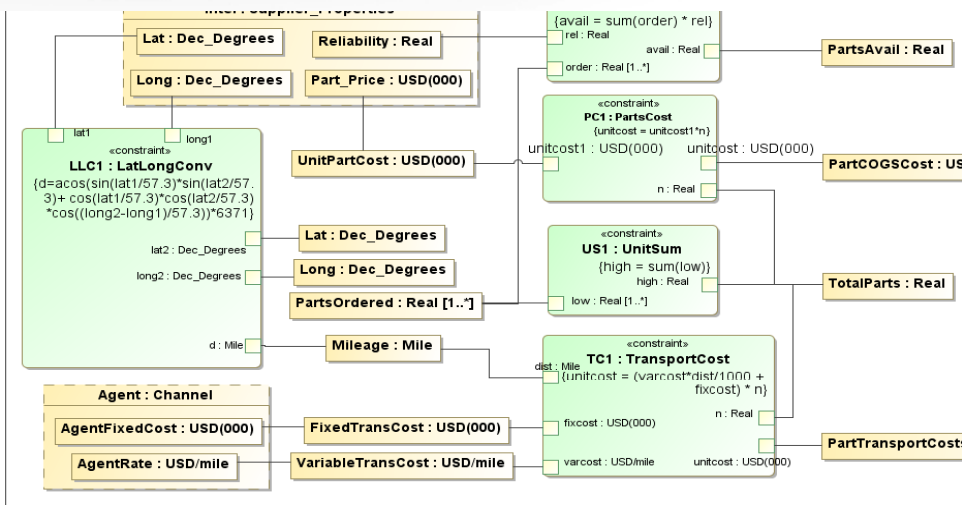 Inter : Supplier_Properties
Lat : Dec_Degrees
Reliability : Real
Long : Dec_Degrees
Part_Price : USD(000)
{avail = sum(order) * rel}
rel : Real
avail : Real
order : Real [1..*]
PartsAvail : Real
lat1
long1
«constraint»
LLC1 : LatLongConv
{d=acos(sin(lat1/57.3)*sin(lat2/57.
3)+ cos(lat1/57.3)*cos(lat2/57.3)
*cos((long2-long1)/57.3))*6371}
lat2 : Dec_Degrees
long2 : Dec_Degrees
d : Mile
UnitPartCost : USD(000)
«constraint»
PC1 : PartsCost
{unitcost = unitcost1*n}
unitcost1 : USD(000)
unitcost : USD(000)
n : Real
PartCOGSCost : US
Lat : Dec_Degrees
Long : Dec_Degrees
PartsOrdered : Real [1..*]
Mileage : Mile
«constraint»
US1 : UnitSum
{high = sum(low)}
high : Real
low : Real [1..*]
TotalParts : Real
«constraint»
TC1 : TransportCost
dist : Mile
{unitcost = (varcost*dist/1000 +
fixcost) * n}
n : Real
fixcost : USD(000)
varcost : USD/mile
unitcost : USD(000)
PartTransportCosts
Agent : Channel
AgentFixedCost : USD(000)
AgentRate : USD/mile
FixedTransCost : USD(000)
VariableTransCost : USD/mile